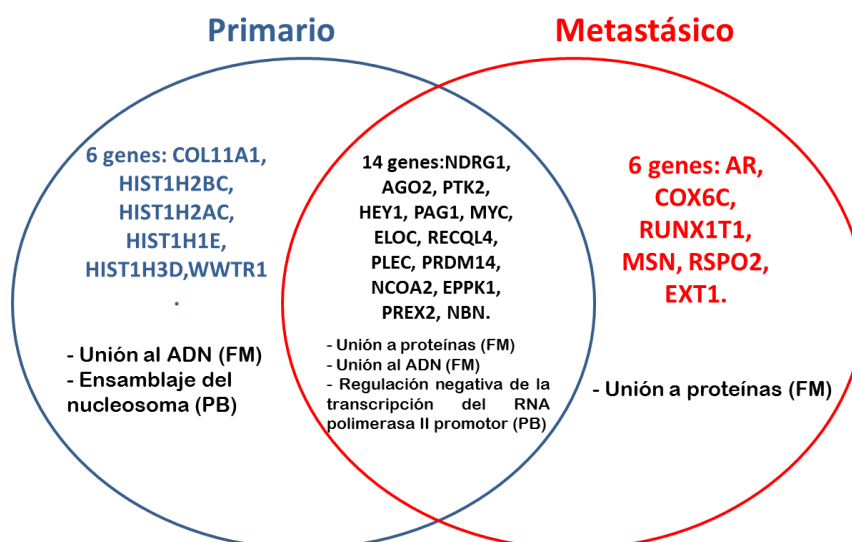 Primario
Metastásico
6 genes: COL11A1,
HIST1H2BC,
HIST1H2AC,
HIST1H1E,
HIST1H3D,WWTR1
.
- Unión al ADN (FM)
- Ensamblaje del
nucleosoma (PB)
14 genes:NDRG1,
AGO2, PTK2,
HEY1, PAG1, MYC,
ELOC, RECQL4,
PLEC, PRDM14,
NCOA2, EPPK1,
PREX2, NBN.
- Unión a proteínas (FM)
- Unión al ADN (FM)
- Regulación negativa de la
transcripción del RNA
polimerasa II promotor (PB)
6 genes: AR,
COX6C,
RUNX1T1,
MSN, RSPO2,
EXT1.
- Unión a proteínas (FM)